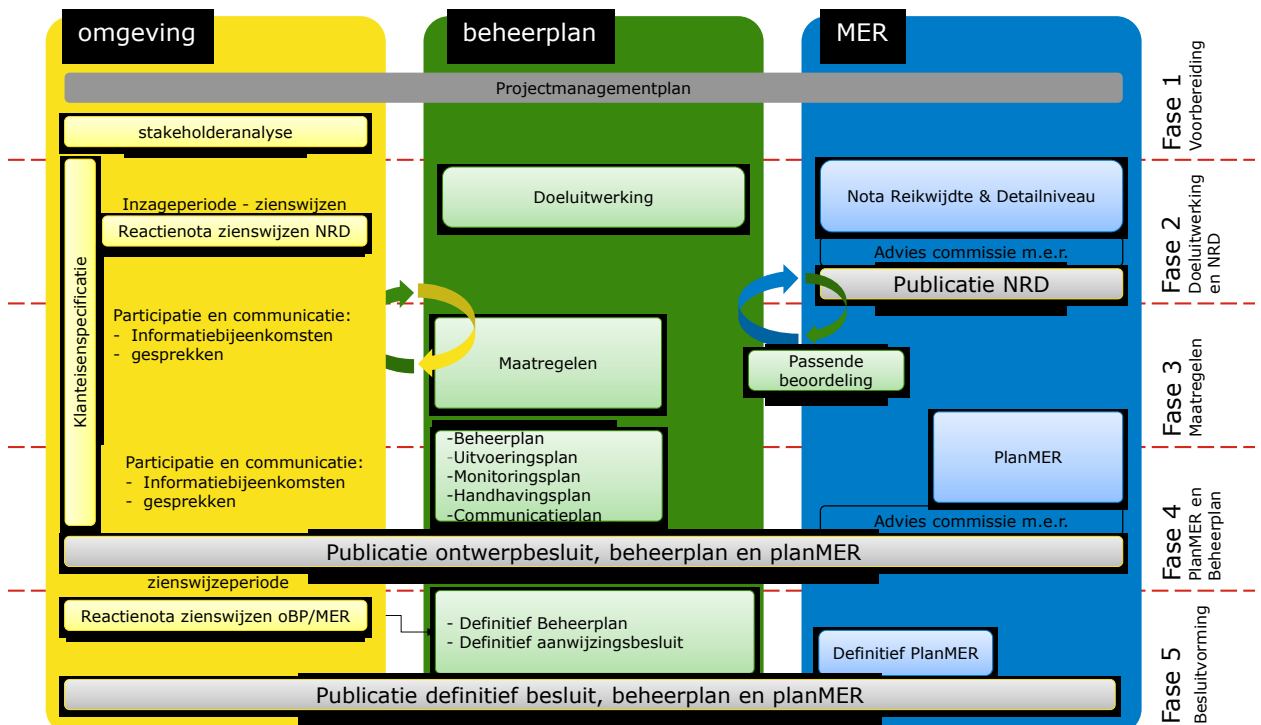 omgeving
beheerplan
MER
Projectmanagementplan
Fase 1
Voorbereiding
stakeholderanalyse
Klanteisenspecificatie
Inzageperiode - zienswijzen
Reactienota zienswijzen NRD
Doeluitwerking
Nota Reikwijdte & Detailniveau
Advies commissie m.e.r.
Publicatie NRD
Fase 2
Doeluitwerking
en NRD
Participatie en communicatie:
- Informatiebijeenkomsten
- gesprekken
Maatregelen
Passende
beoordeling
Fase 3
Maatregelen
Participatie en communicatie:
- Informatiebijeenkomsten
- gesprekken
-Beheerplan
-Uitvoeringsplan
-Monitoringsplan
-Handhavingsplan
-Communicatieplan
PlanMER
Advies commissie m.e.r.
Publicatie ontwerpbesluit, beheerplan en planMER
Fase 4
PlanMER en
Beheerplan
zienswijzeperiode
Reactienota zienswijzen oBP/MER
- Definitief Beheerplan
- Definitief aanwijzingsbesluit
Definitief PlanMER
Publicatie definitief besluit, beheerplan en planMER
Fase 5
Besluitvorming